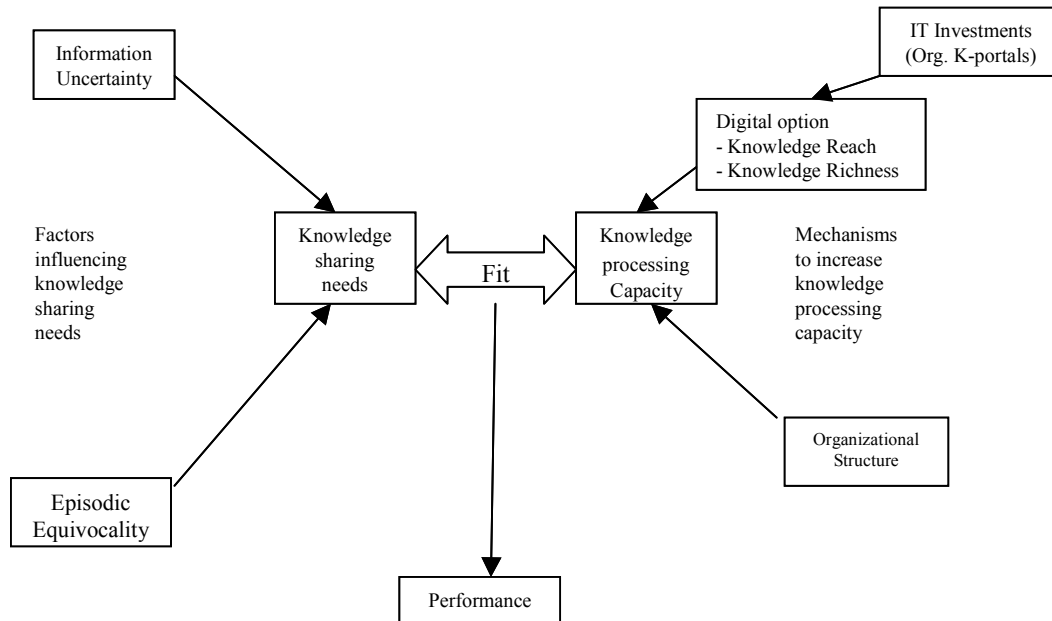 Information
Uncertainty
IT Investments
(Org. K-portals)
Digital option
- Knowledge Reach
- Knowledge Richness
Factors
influencing
knowledge
sharing
needs
Knowledge
sharing
needs
Fit
Knowledge
processing
Capacity
Mechanisms
to increase
knowledge
processing
capacity
Organizational
Structure
Episodic
Equivocality
Performance